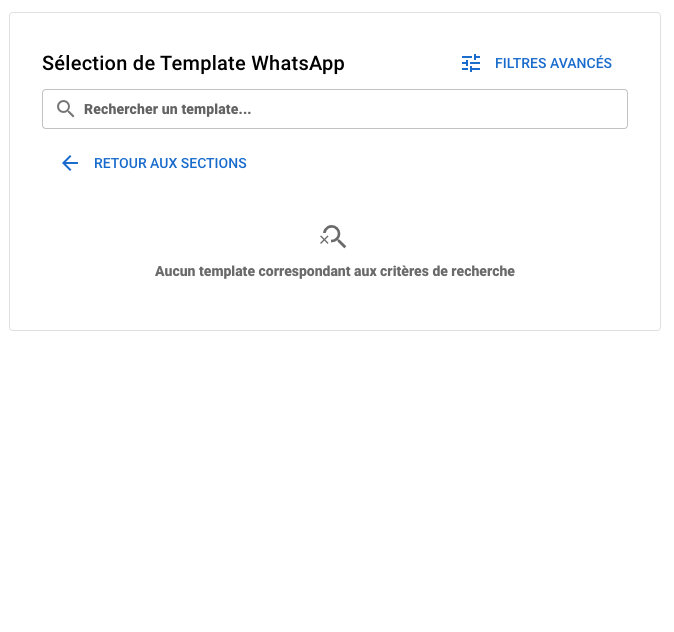 Sélection de Template WhatsApp
FILTRES AVANCÉS
Rechercher un template...
RETOUR AUX SECTIONS
Aucun template correspondant aux critères de recherche